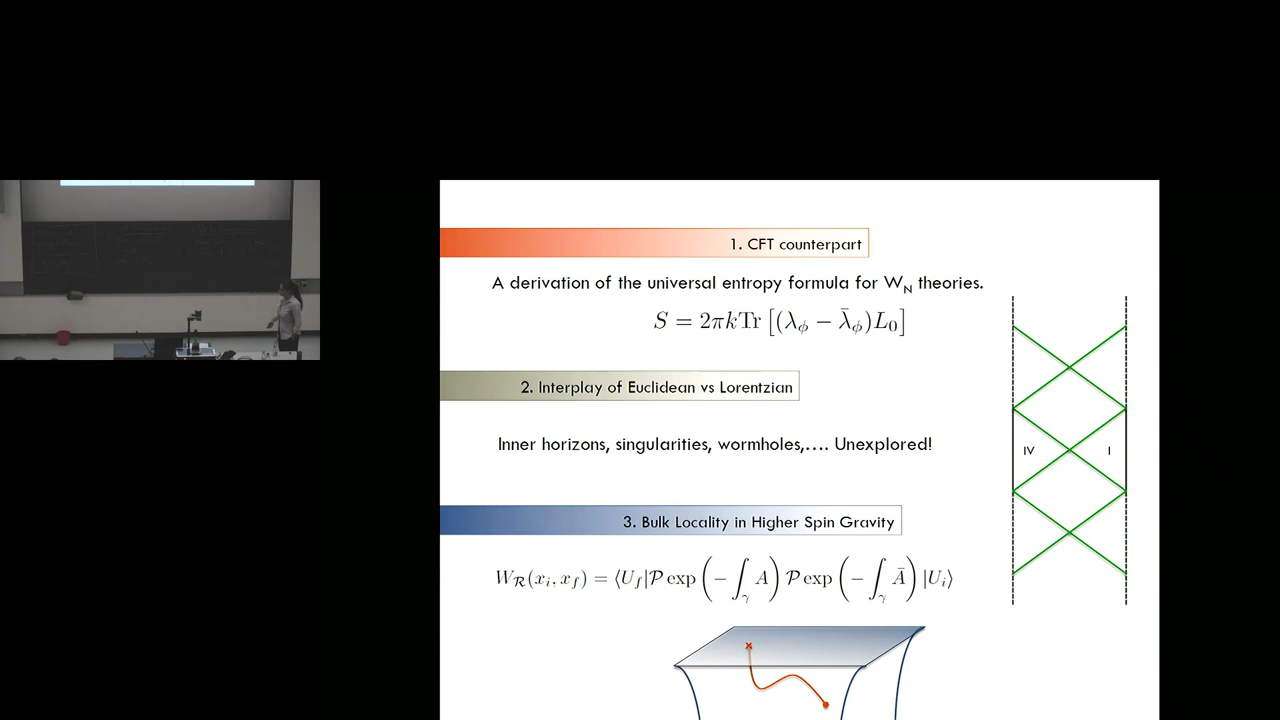 1. CFT counterpart
A derivation of the universal entropy formula for W_N theories.
S = 2πkTr [(λ_ϕ − λ̄_ϕ)L_0]
2. Interplay of Euclidean vs Lorentzian
Inner horizons, singularities, wormholes,.... Unexplored!
IV I
3. Bulk Locality in Higher Spin Gravity
W_ℛ(x_i, x_f) = ⟨U_f|𝒫 exp (−∫_γ A) 𝒫 exp (−∫_γ Ā) |U_i⟩